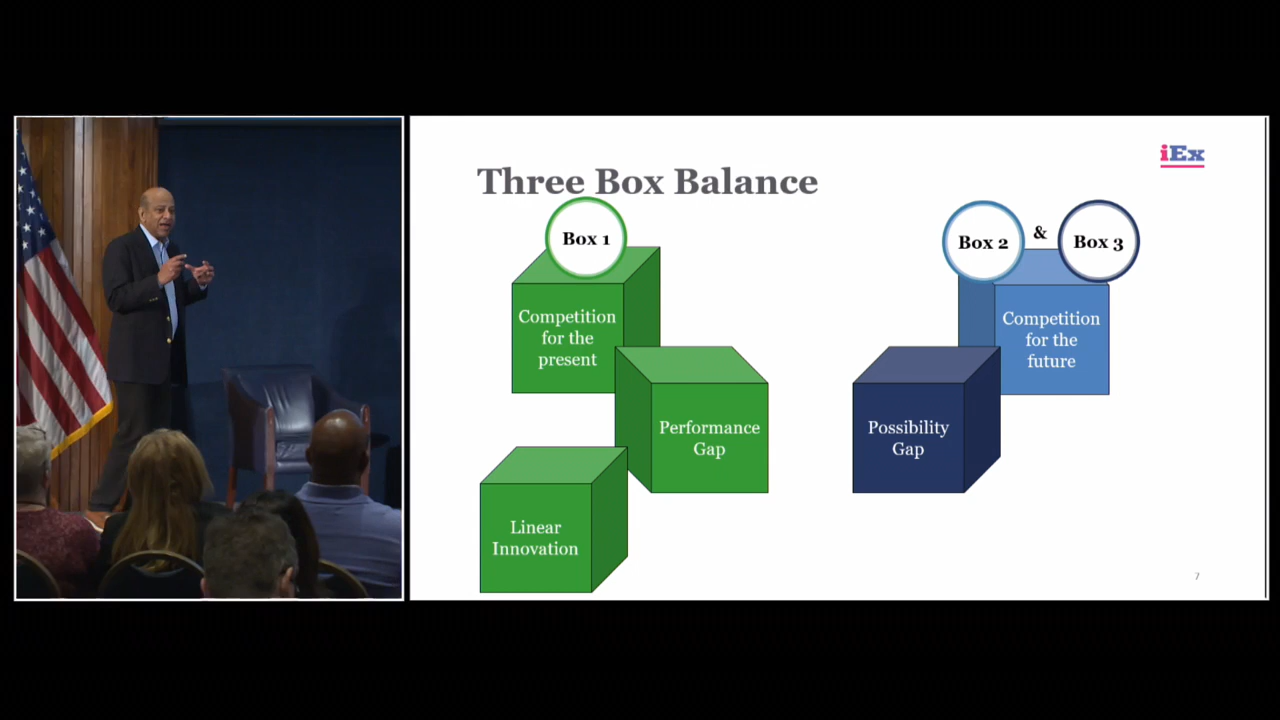 iEx
Three Box Balance
Box 1
Competition
for the
present
Performance
Gap
Linear
Innovation
Box 2
&
Box 3
Competition
for the
future
Possibility
Gap
7